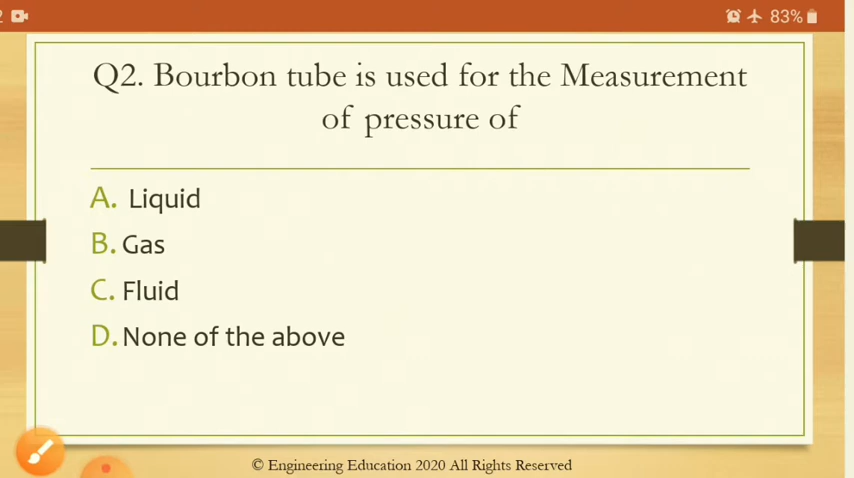 2 83%
Q2. Bourbon tube is used for the Measurement
of pressure of
A. Liquid
B. Gas
C. Fluid
D. None of the above
© Engineering Education 2020 All Rights Reserved